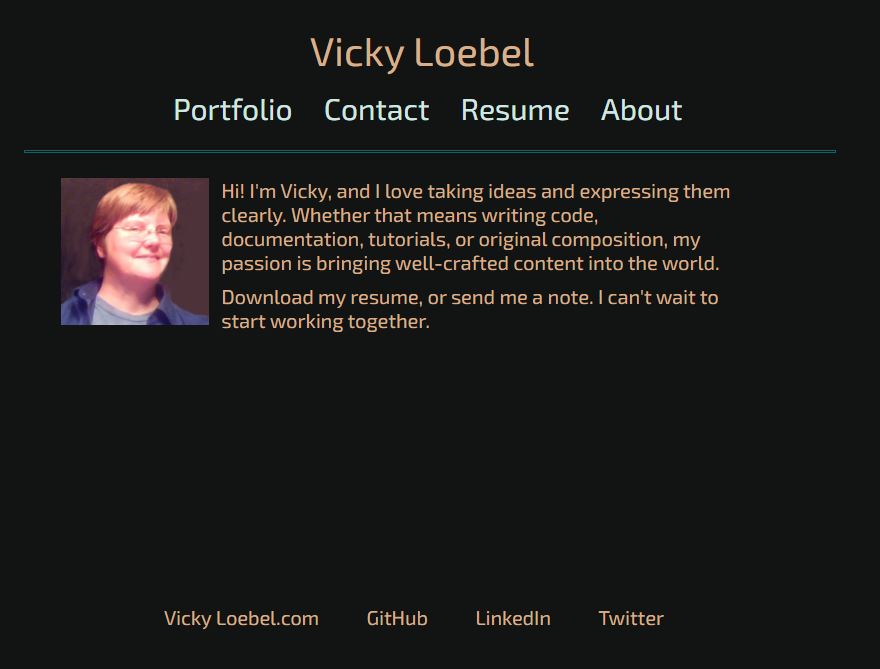 Vicky Loebel
Portfolio Contact Resume About
Hi! I'm Vicky, and I love taking ideas and expressing them
clearly. Whether that means writing code,
documentation, tutorials, or original composition, my
passion is bringing well-crafted content into the world.
Download my resume, or send me a note. I can't wait to
start working together.
Vicky Loebel.com GitHub LinkedIn Twitter